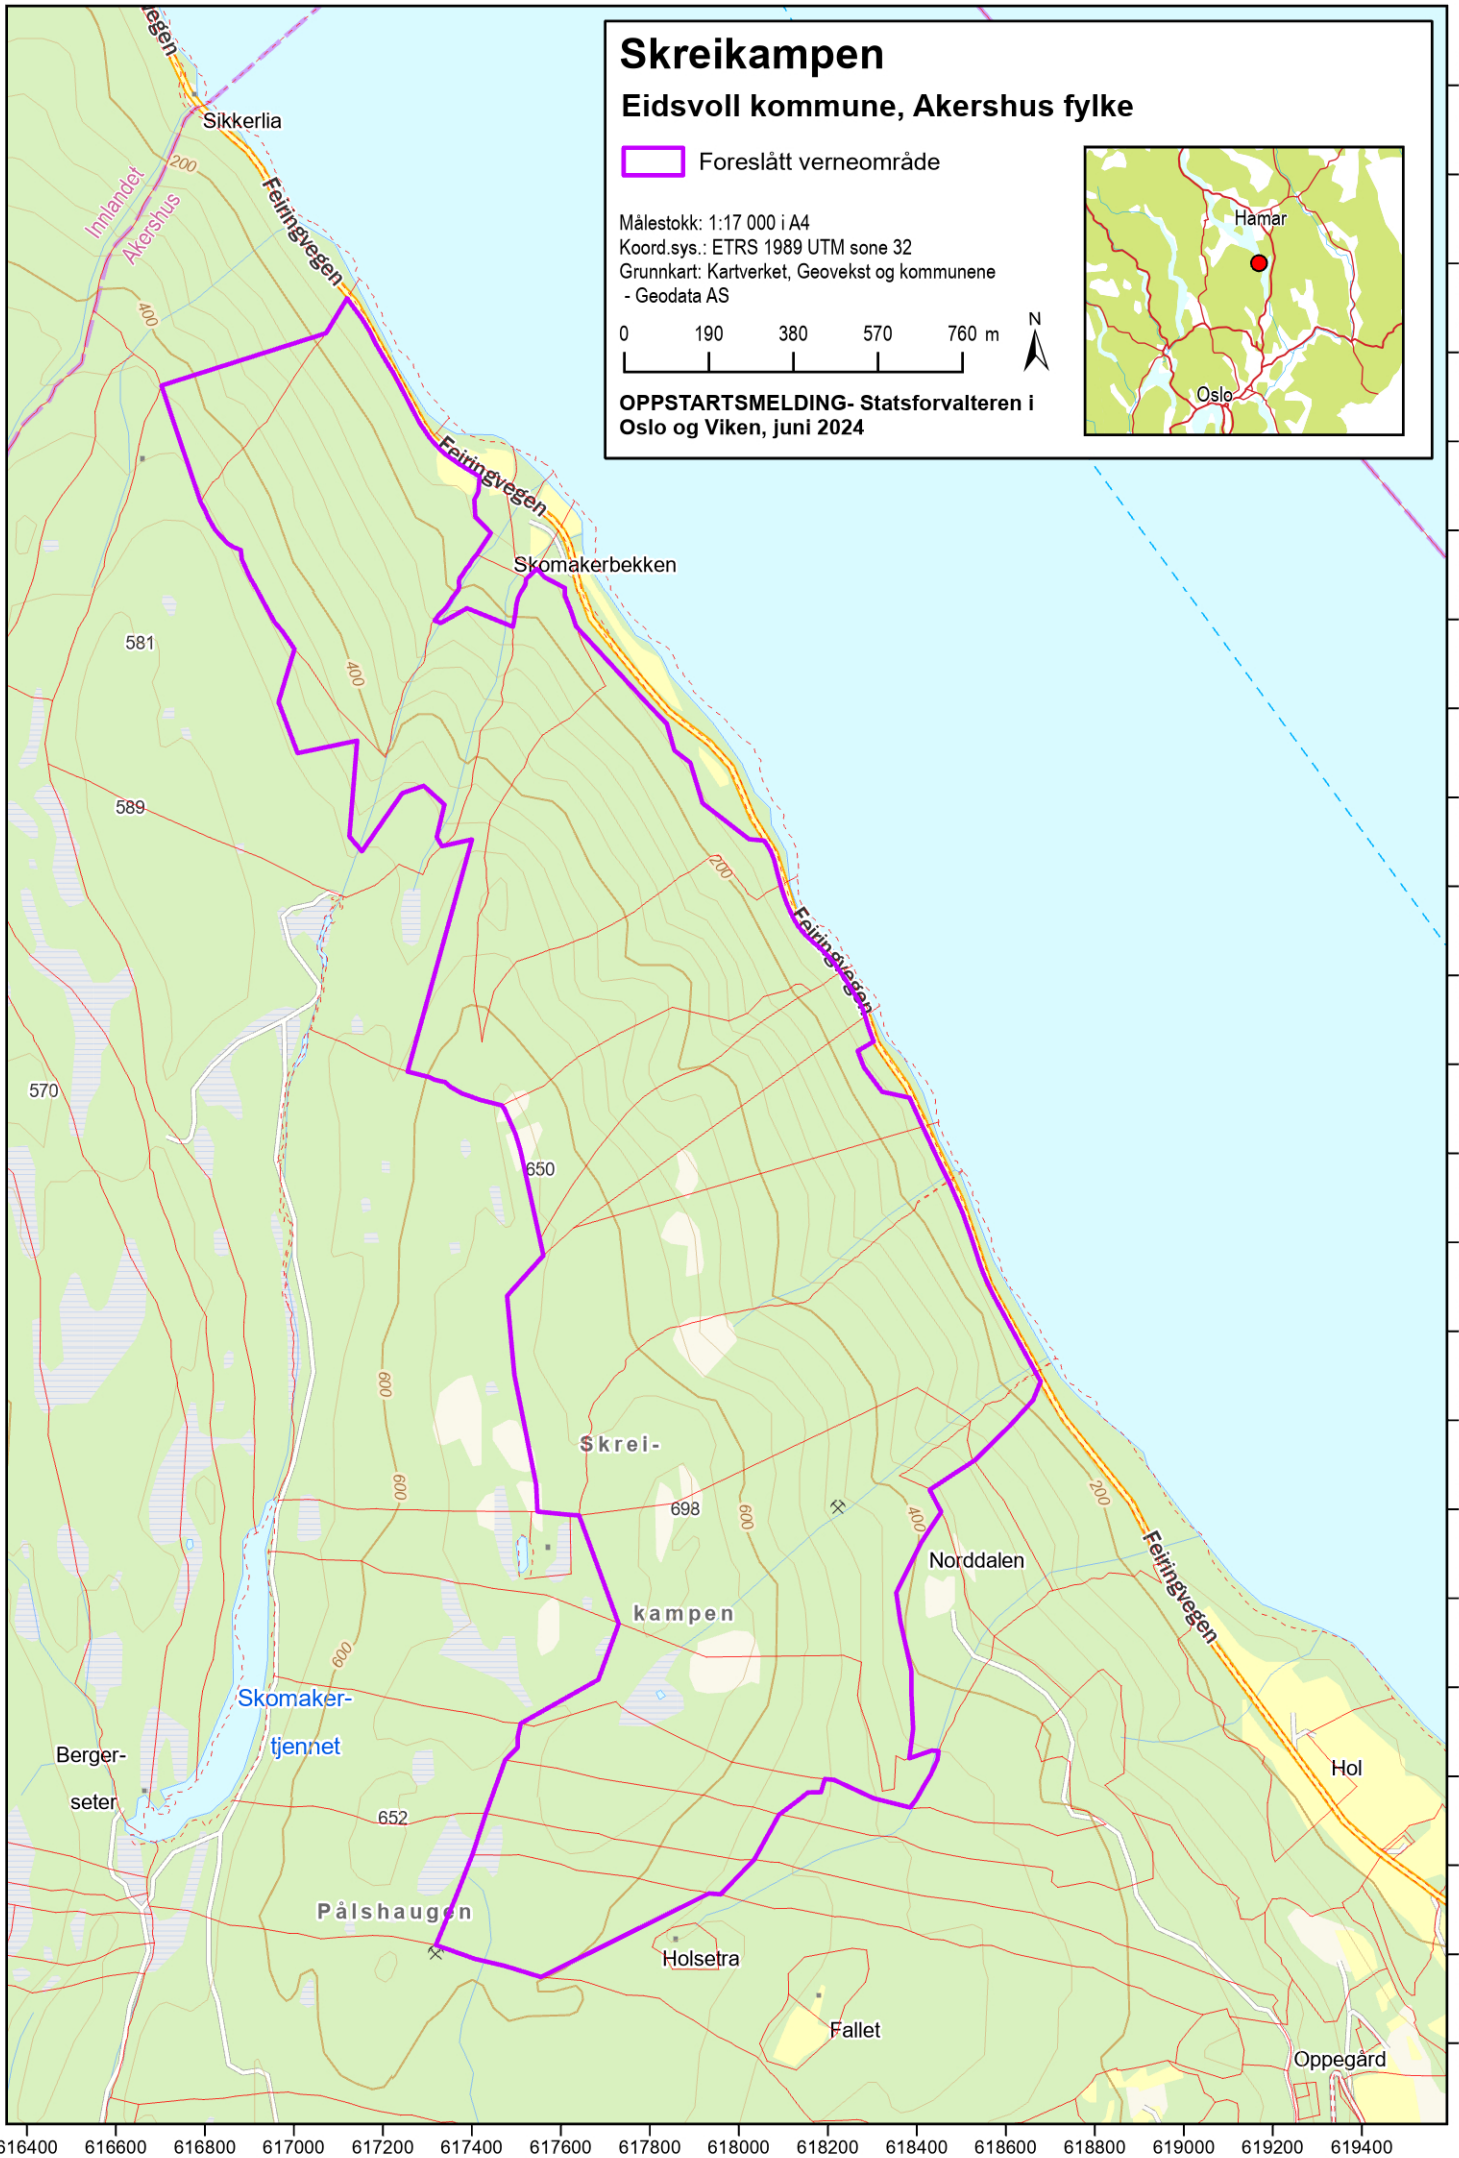 Skreikampen
Eidsvoll kommune, Akershus fylke
Foreslått verneområde
Målestokk: 1:17 000 i A4
Koord.sys.: ETRS 1989 UTM sone 32
Grunnkart: Kartverket, Geovekst og kommunene
- Geodata AS
0 190 380 570 760 m
N
OPPSTARTSMELDING- Statsforvalteren i
Oslo og Viken, juni 2024
Hamar
Oslo
Sikkerlia
200
Innlandet
Akershus
Feiringvegen
400
Feiringvegen
Skomakerbekken
581
400
589
200
Feiringvegen
570
650
600
Skrei-
600
698
600
400
200
Norddalen
Feiringvegen
kampen
600
Skomaker-
tjennet
Berger-
seter
Hol
652
Pålshaugen
Holsetra
Fallet
Oppegård
616400 616600 616800 617000 617200 617400 617600 617800 618000 618200 618400 618600 618800 619000 619200 619400